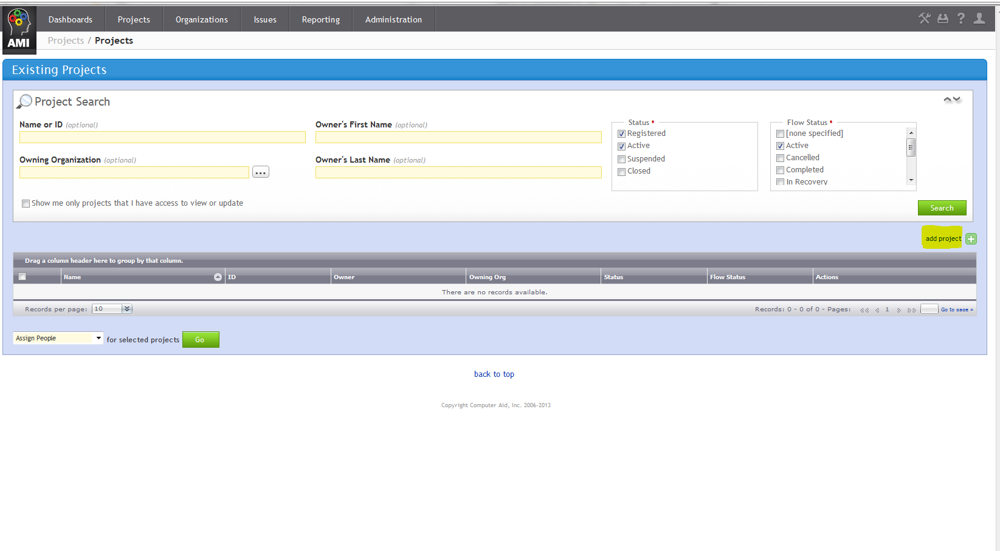 Dashboards Projects Organizations Issues Reporting Administration
AMI
Projects / Projects
Existing Projects
Project Search
Name or ID (optional)
Owner's First Name (optional)
Owning Organization (optional)
...
Owner's Last Name (optional)
Status *
Registered
Active
Suspended
Closed
Flow Status *
[none specified]
Active
Cancelled
Completed
In Recovery
Show me only projects that I have access to view or update
Search
add project
Drag a column header here to group by that column.
Name ID Owner Owning Org Status Flow Status Actions
There are no records available.
Records per page: 10
Records: 0 - 0 of 0 - Pages: 1 Go to page »
Assign People for selected projects Go
back to top
Copyright Computer Aid, Inc. 2006-2013